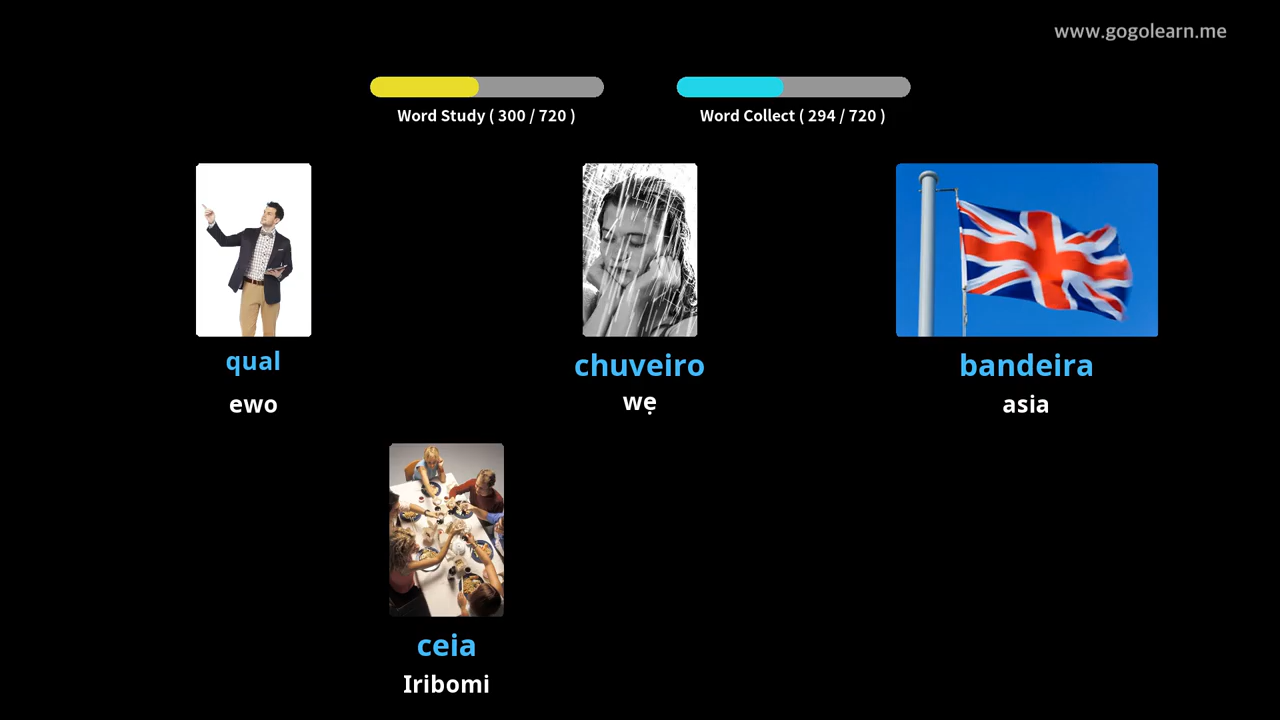 www.gogolearn.me
Word Study ( 300 / 720 )
Word Collect ( 294 / 720 )
qual
chuveiro
bandeira
ewo
wẹ
asia
ceia
Iribomi